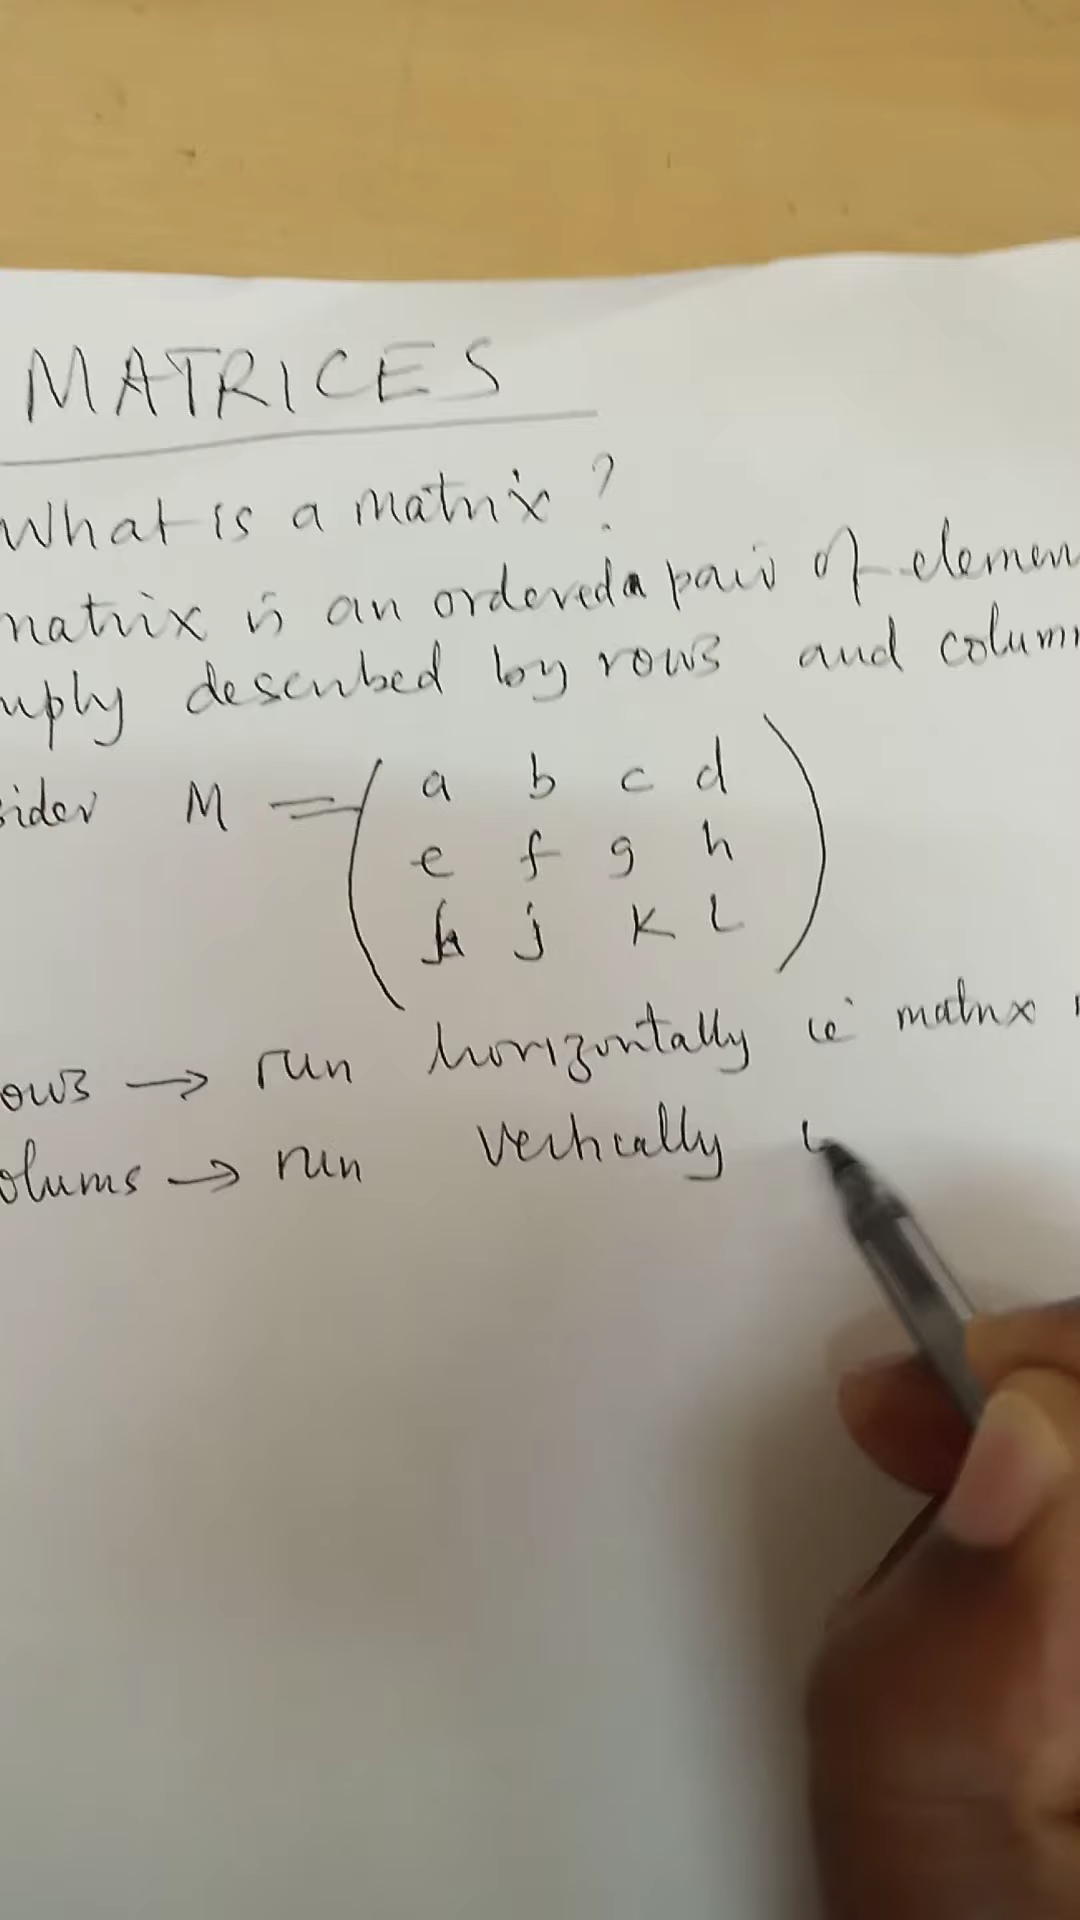 MATRICES
What is a matrix ?
matrix is an ordered pair of elemen
mply described by rows and colum
sider M = ( a b c d
e f g h
j k l )
ows → run horizontally ie matrix
olums → run vertically